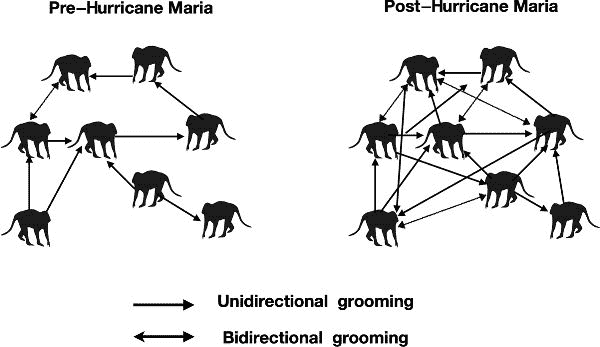 Pre–Hurricane Maria
Post–Hurricane Maria
Unidirectional grooming
Bidirectional grooming